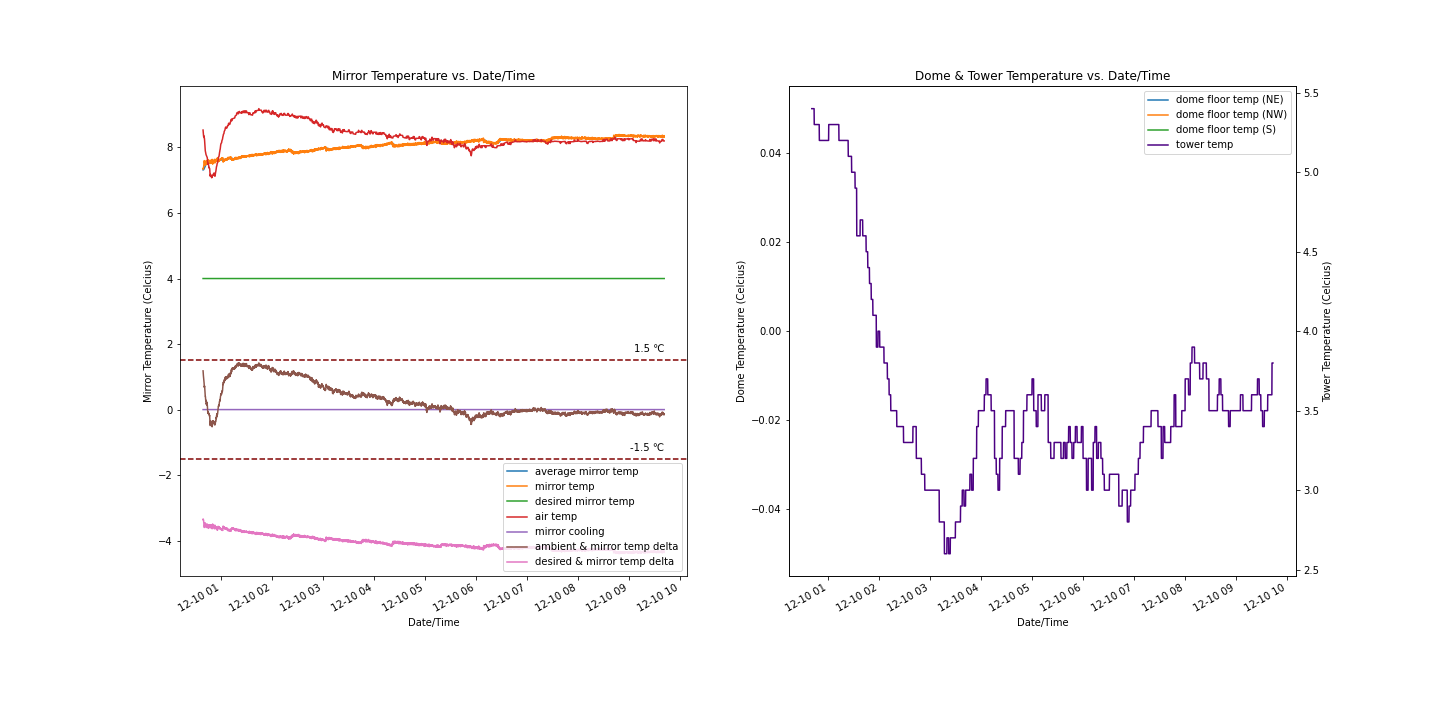 Mirror Temperature vs. Date/Time
Mirror Temperature (Celcius)
8
6
4
2
0
−2
−4
1.5 °C
-1.5 °C
average mirror temp
mirror temp
desired mirror temp
air temp
mirror cooling
ambient & mirror temp delta
desired & mirror temp delta
12-10 01
12-10 02
12-10 03
12-10 04
12-10 05
12-10 06
12-10 07
12-10 08
12-10 09
12-10 10
Date/Time
Dome & Tower Temperature vs. Date/Time
Dome Temperature (Celcius)
0.04
0.02
0.00
−0.02
−0.04
dome floor temp (NE)
dome floor temp (NW)
dome floor temp (S)
tower temp
5.5
5.0
4.5
4.0
3.5
3.0
2.5
Tower Temperature (Celcius)
12-10 01
12-10 02
12-10 03
12-10 04
12-10 05
12-10 06
12-10 07
12-10 08
12-10 09
12-10 10
Date/Time